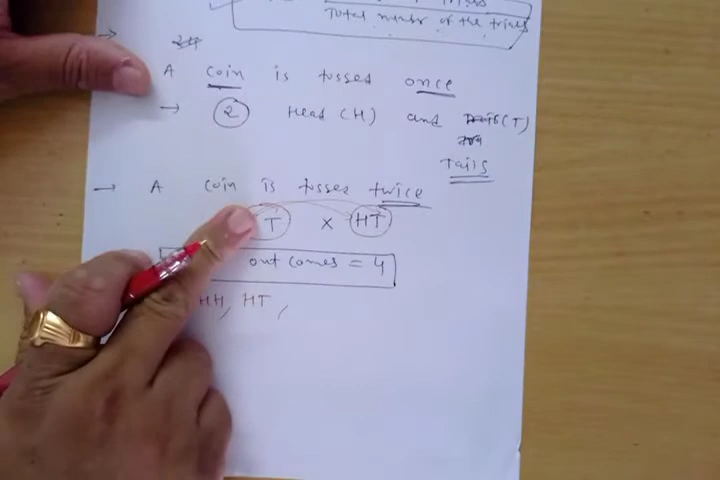 Total number of the trials
A coin is tossed once
→ 2 Head (H) and (T)
Tails
→ A coin is tosses twice
T × HT
out comes = 4
HH, HT,